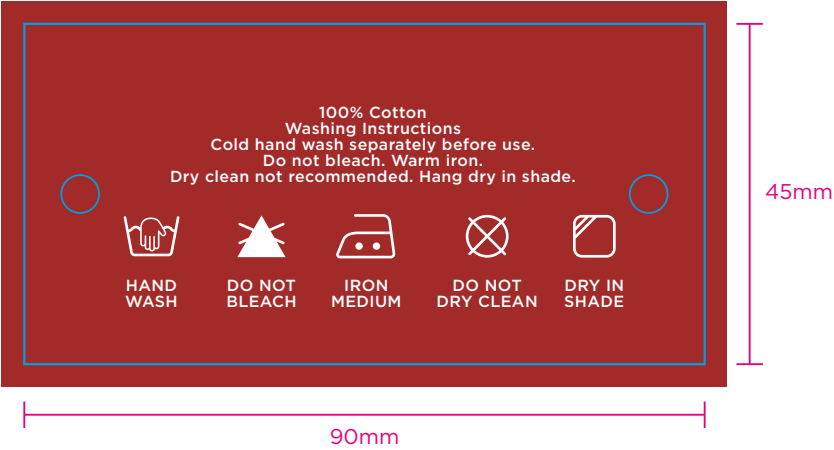 100% Cotton
Washing Instructions
Cold hand wash separately before use.
Do not bleach. Warm iron.
Dry clean not recommended. Hang dry in shade.
45mm
HAND
WASH
DO NOT
BLEACH
IRON
MEDIUM
DO NOT
DRY CLEAN
DRY IN
SHADE
90mm